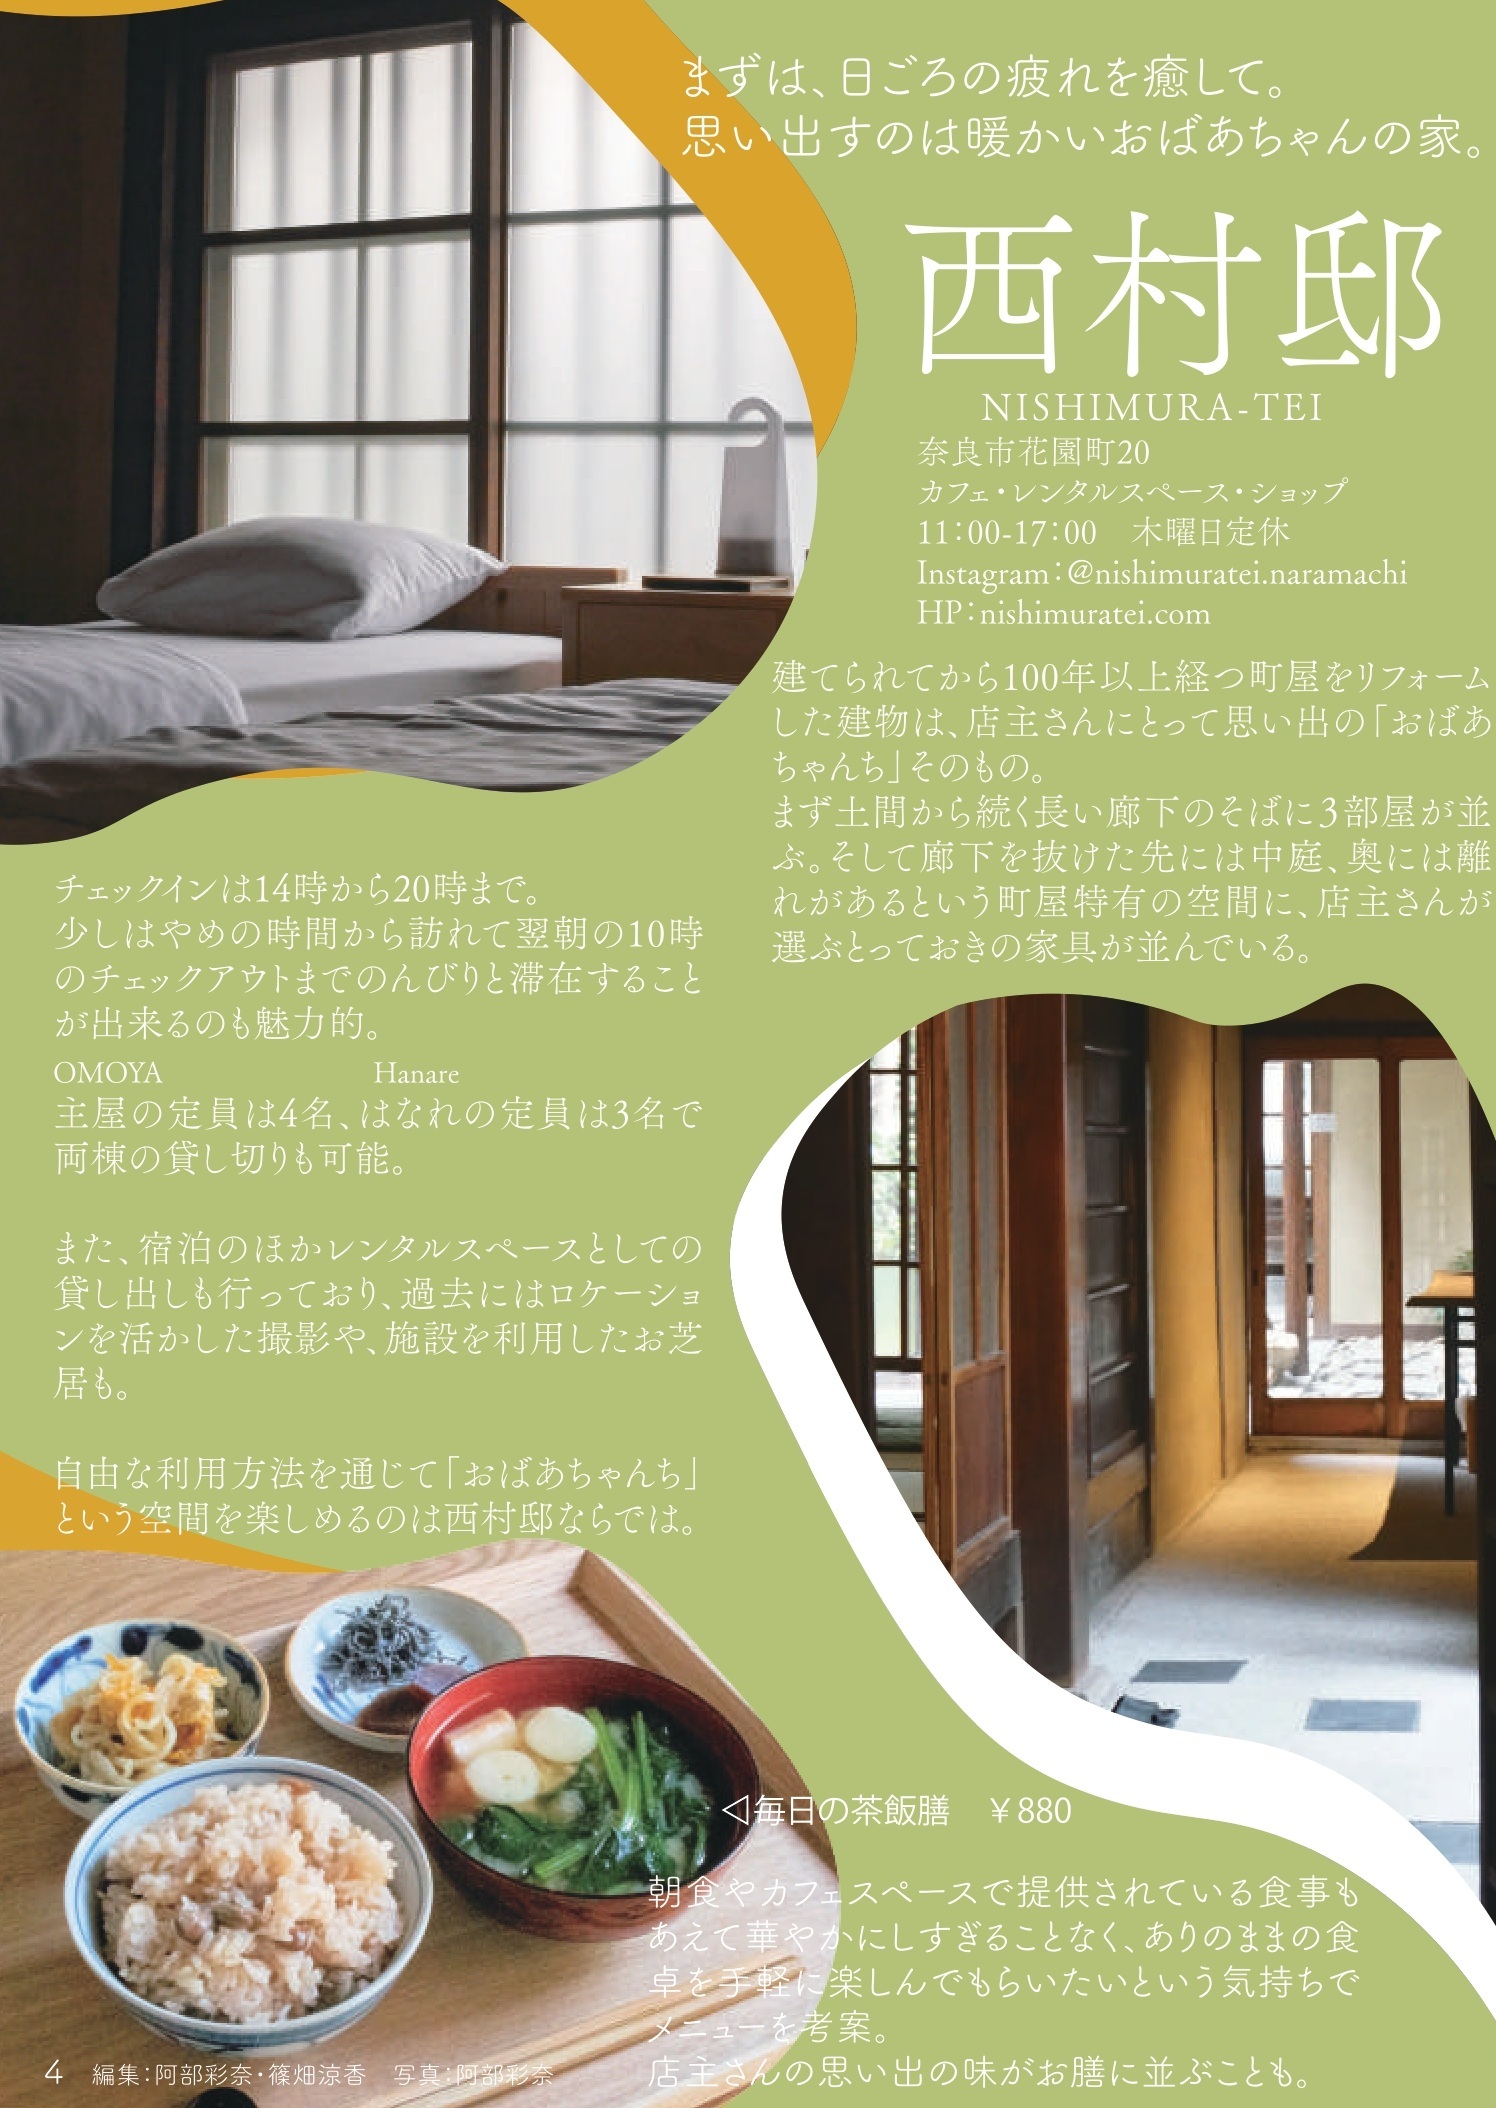 まずは、日ごろの疲れを癒して。
思い出すのは暖かいおばあちゃんの家。
西村邸
NISHIMURA-TEI
奈良市花園町20
カフェ・レンタルスペース・ショップ
11：00-17：00　木曜日定休
Instagram：@nishimuratei.naramachi
HP：nishimuratei.com
建てられてから100年以上経つ町屋をリフォーム
した建物は、店主さんにとって思い出の「おばあ
ちゃんち」そのもの。
まず土間から続く長い廊下のそばに3部屋が並
ぶ。そして廊下を抜けた先には中庭、奥には離
れがあるという町屋特有の空間に、店主さんが
選ぶとっておきの家具が並んでいる。
チェックインは14時から20時まで。
少しはやめの時間から訪れて翌朝の10時
のチェックアウトまでのんびりと滞在すること
が出来るのも魅力的。
OMOYA　Hanare
主屋の定員は4名、はなれの定員は3名で
両棟の貸し切りも可能。
また、宿泊のほかレンタルスペースとしての
貸し出しも行っており、過去にはロケーショ
ンを活かした撮影や、施設を利用したお芝
居も。
自由な利用方法を通じて「おばあちゃんち」
という空間を楽しめるのは西村邸ならでは。
◁毎日の茶飯膳　￥880
朝食やカフェスペースで提供されている食事も
あえて華やかにしすぎることなく、ありのままの食
卓を手軽に楽しんでもらいたいという気持ちで
メニューを考案。
店主さんの思い出の味がお膳に並ぶことも。
4　編集：阿部彩奈・篠畑涼香　写真：阿部彩奈